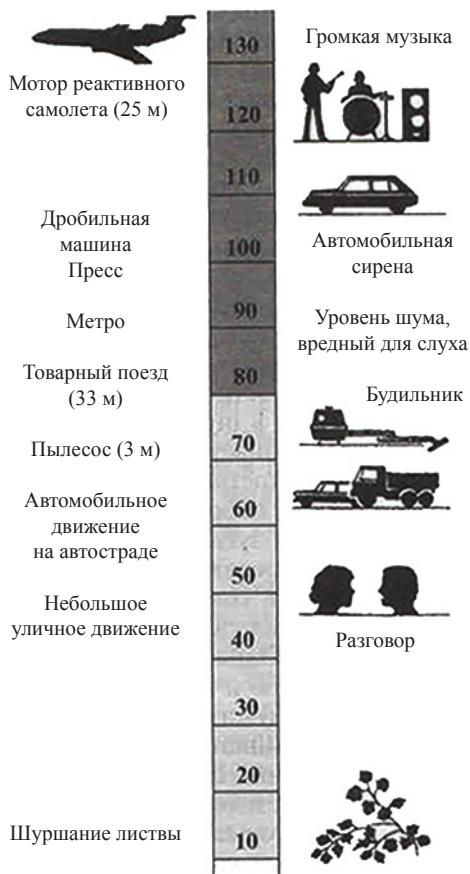 130
Громкая музыка
Мотор реактивного
самолета (25 м)
120
110
Дробильная
машина
Пресс
100
Автомобильная
сирена
Метро
90
Уровень шума,
вредный для слуха
Товарный поезд
(33 м)
80
Будильник
Пылесос (3 м)
70
Автомобильное
движение
на автостраде
60
50
Небольшое
уличное движение
40
Разговор
30
20
Шуршание листвы
10